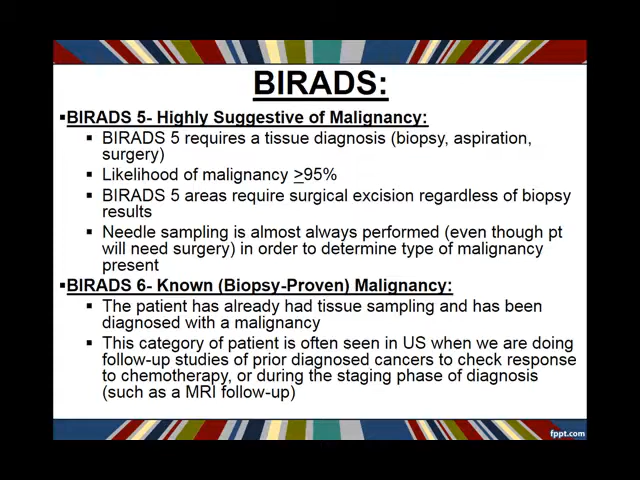 BIRADS:
▪BIRADS 5- Highly Suggestive of Malignancy:
▪ BIRADS 5 requires a tissue diagnosis (biopsy, aspiration,
surgery)
▪ Likelihood of malignancy >95%
▪ BIRADS 5 areas require surgical excision regardless of biopsy
results
▪ Needle sampling is almost always performed (even though pt
will need surgery) in order to determine type of malignancy
present
▪BIRADS 6- Known (Biopsy-Proven) Malignancy:
▪ The patient has already had tissue sampling and has been
diagnosed with a malignancy
▪ This category of patient is often seen in US when we are doing
follow-up studies of prior diagnosed cancers to check response
to chemotherapy, or during the staging phase of diagnosis
(such as a MRI follow-up)
fppt.com